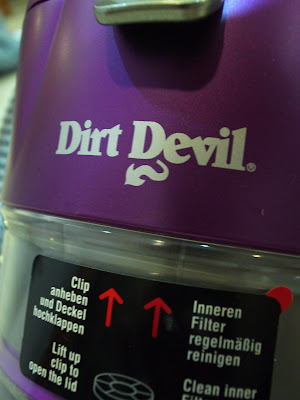 Dirt Devil®
Clip
anheben
und Deckel
hochklappen
Lift up
clip to
open the lid
Inneren
Filter
regelmäßig
reinigen
Clean inner